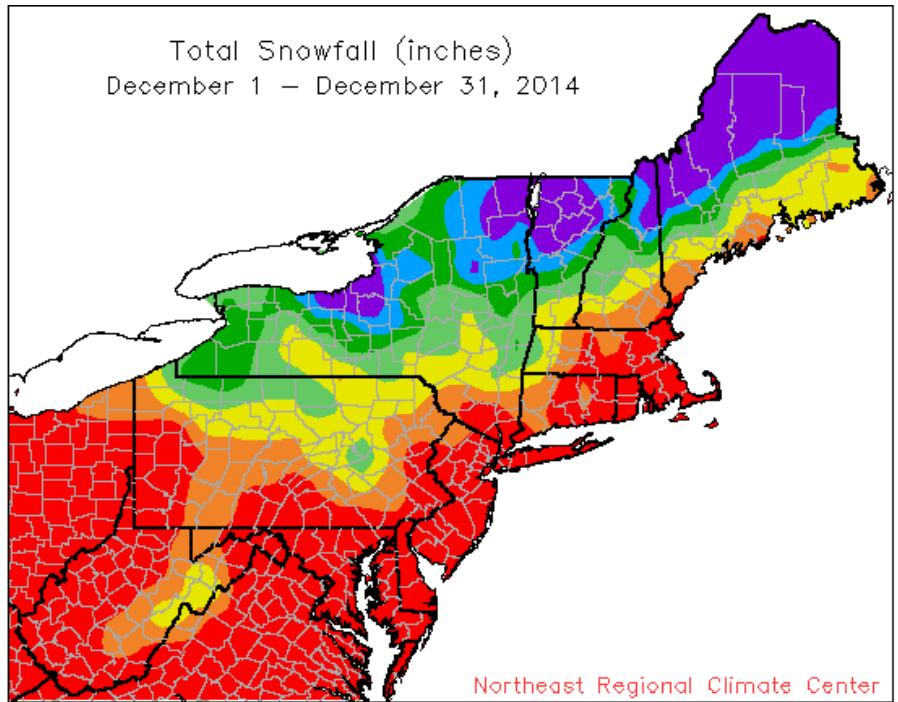 Total Snowfall (inches)
December 1 – December 31, 2014
Northeast Regional Climate Center